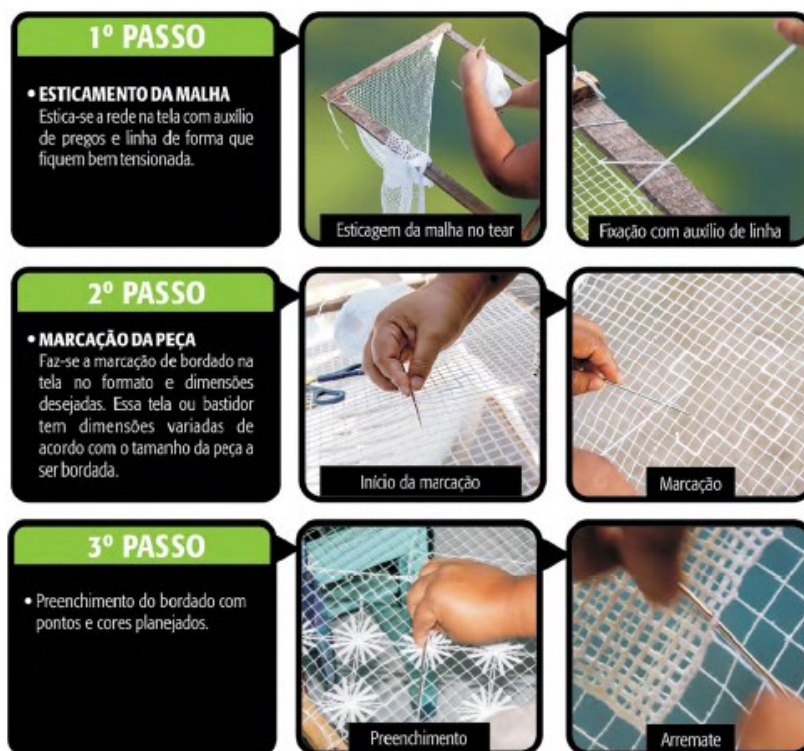 1º PASSO
• ESTICAMENTO DA MALHA
Estica-se a rede na tela com auxílio
de pregos e linha de forma que
fiquem bem tensionada.
Esticagem da malha no tear
Fixação com auxílio de linha
2º PASSO
• MARCAÇÃO DA PEÇA
Faz-se a marcação de bordado na
tela no formato e dimensões
desejadas. Essa tela ou bastidor
tem dimensões variadas de
acordo com o tamanho da peça a
ser bordada.
Início da marcação
Marcação
3º PASSO
• Preenchimento do bordado com
pontos e cores planejados.
Preenchimento
Arremate